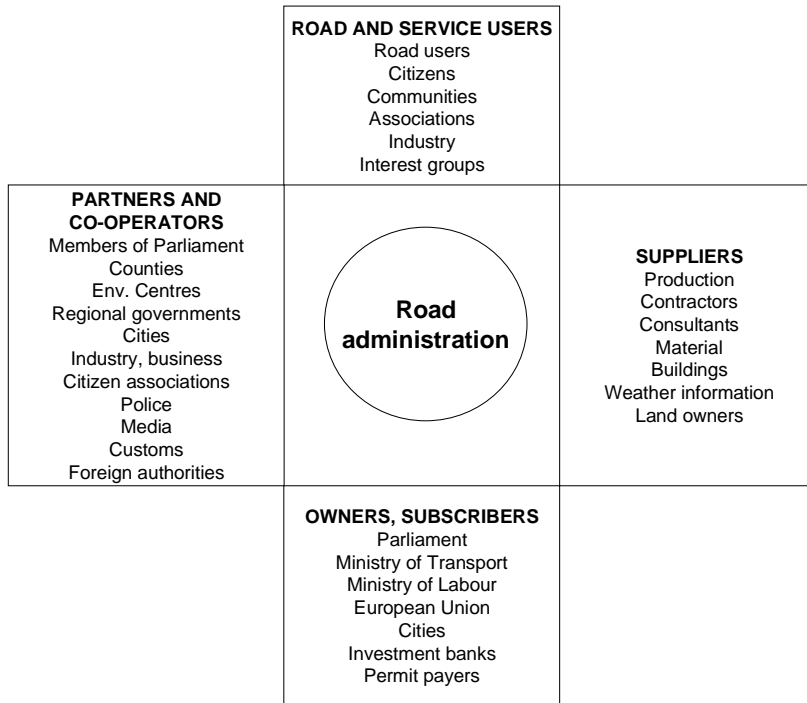 ROAD AND SERVICE USERS
Road users
Citizens
Communities
Associations
Industry
Interest groups
PARTNERS AND
CO-OPERATORS
Members of Parliament
Counties
Env. Centres
Regional governments
Cities
Industry, business
Citizen associations
Police
Media
Customs
Foreign authorities
Road
administration
SUPPLIERS
Production
Contractors
Consultants
Material
Buildings
Weather information
Land owners
OWNERS, SUBSCRIBERS
Parliament
Ministry of Transport
Ministry of Labour
European Union
Cities
Investment banks
Permit payers